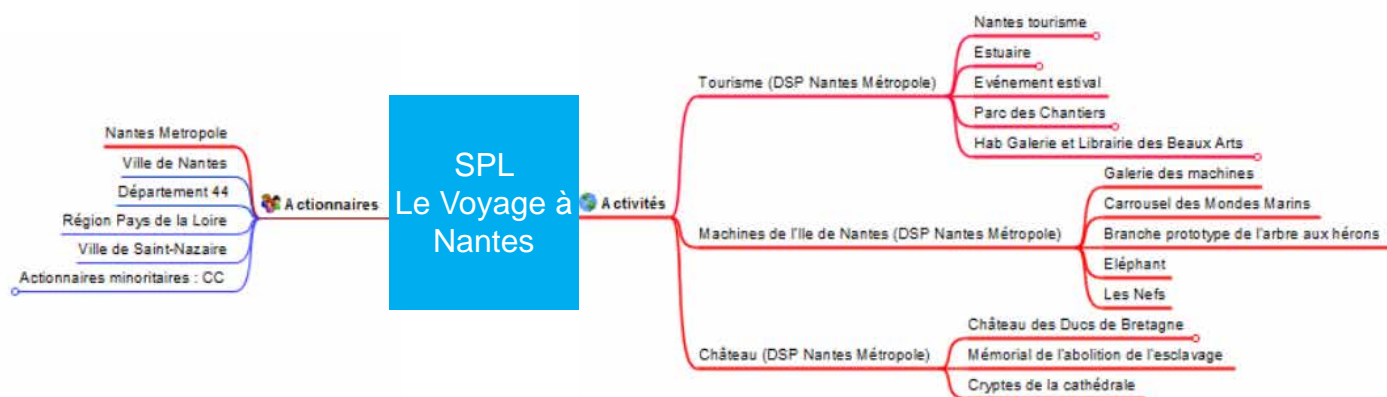 Nantes Metropole
Ville de Nantes
Département 44
Région Pays de la Loire
Ville de Saint-Nazaire
Actionnaires minoritaires : CC
Actionnaires
SPL
Le Voyage à
Nantes
Activités
Tourisme (DSP Nantes Métropole)
Nantes tourisme
Estuaire
Evénement estival
Parc des Chantiers
Hab Galerie et Librairie des Beaux Arts
Machines de l'Ile de Nantes (DSP Nantes Métropole)
Galerie des machines
Carrousel des Mondes Marins
Branche prototype de l'arbre aux hérons
Eléphant
Les Nefs
Château (DSP Nantes Métropole)
Château des Ducs de Bretagne
Mémorial de l'abolition de l'esclavage
Cryptes de la cathédrale